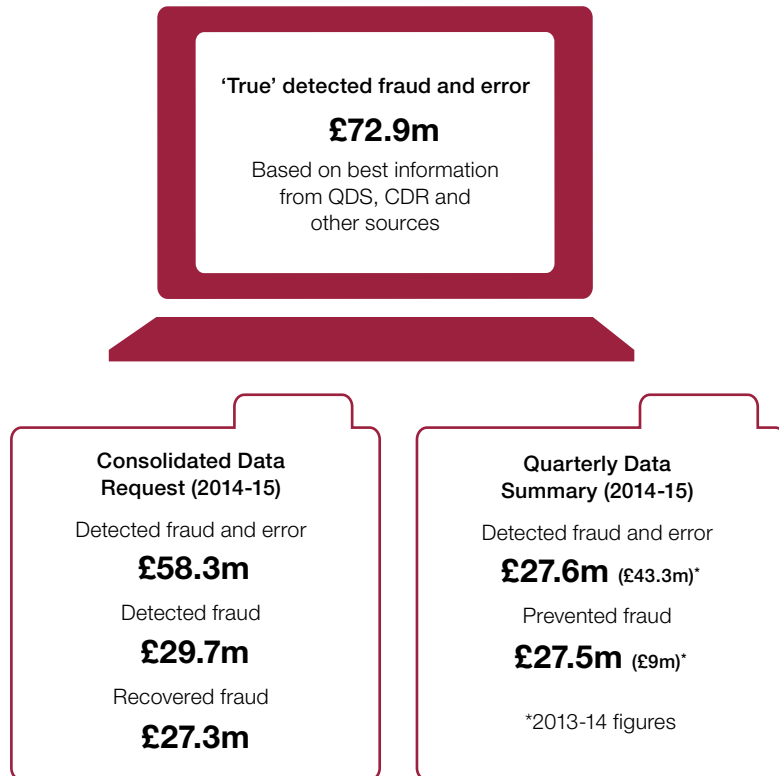 ‘True’ detected fraud and error
£72.9m
Based on best information
from QDS, CDR and
other sources
Consolidated Data
Request (2014-15)
Detected fraud and error
£58.3m
Detected fraud
£29.7m
Recovered fraud
£27.3m
Quarterly Data
Summary (2014-15)
Detected fraud and error
£27.6m (£43.3m)*
Prevented fraud
£27.5m (£9m)*
*2013-14 figures